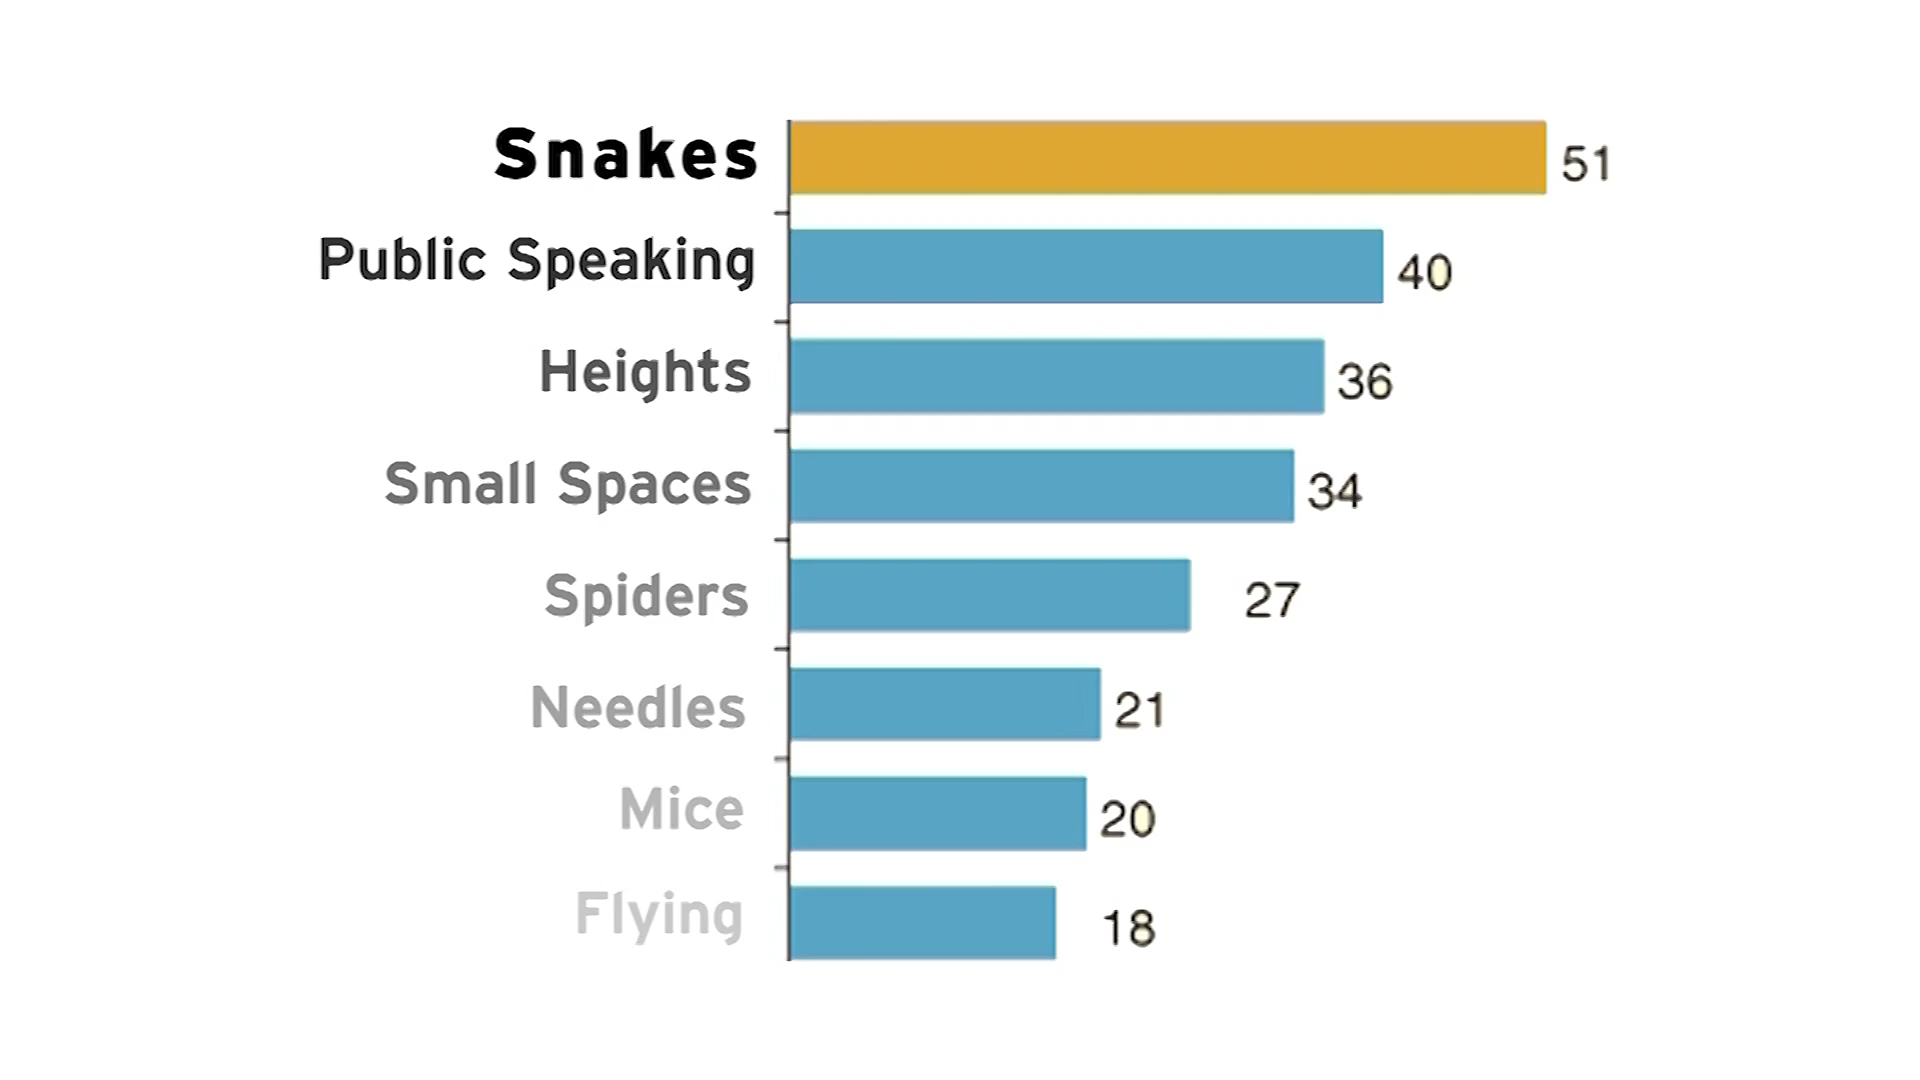 Snakes 51
Public Speaking 40
Heights 36
Small Spaces 34
Spiders 27
Needles 21
Mice 20
Flying 18